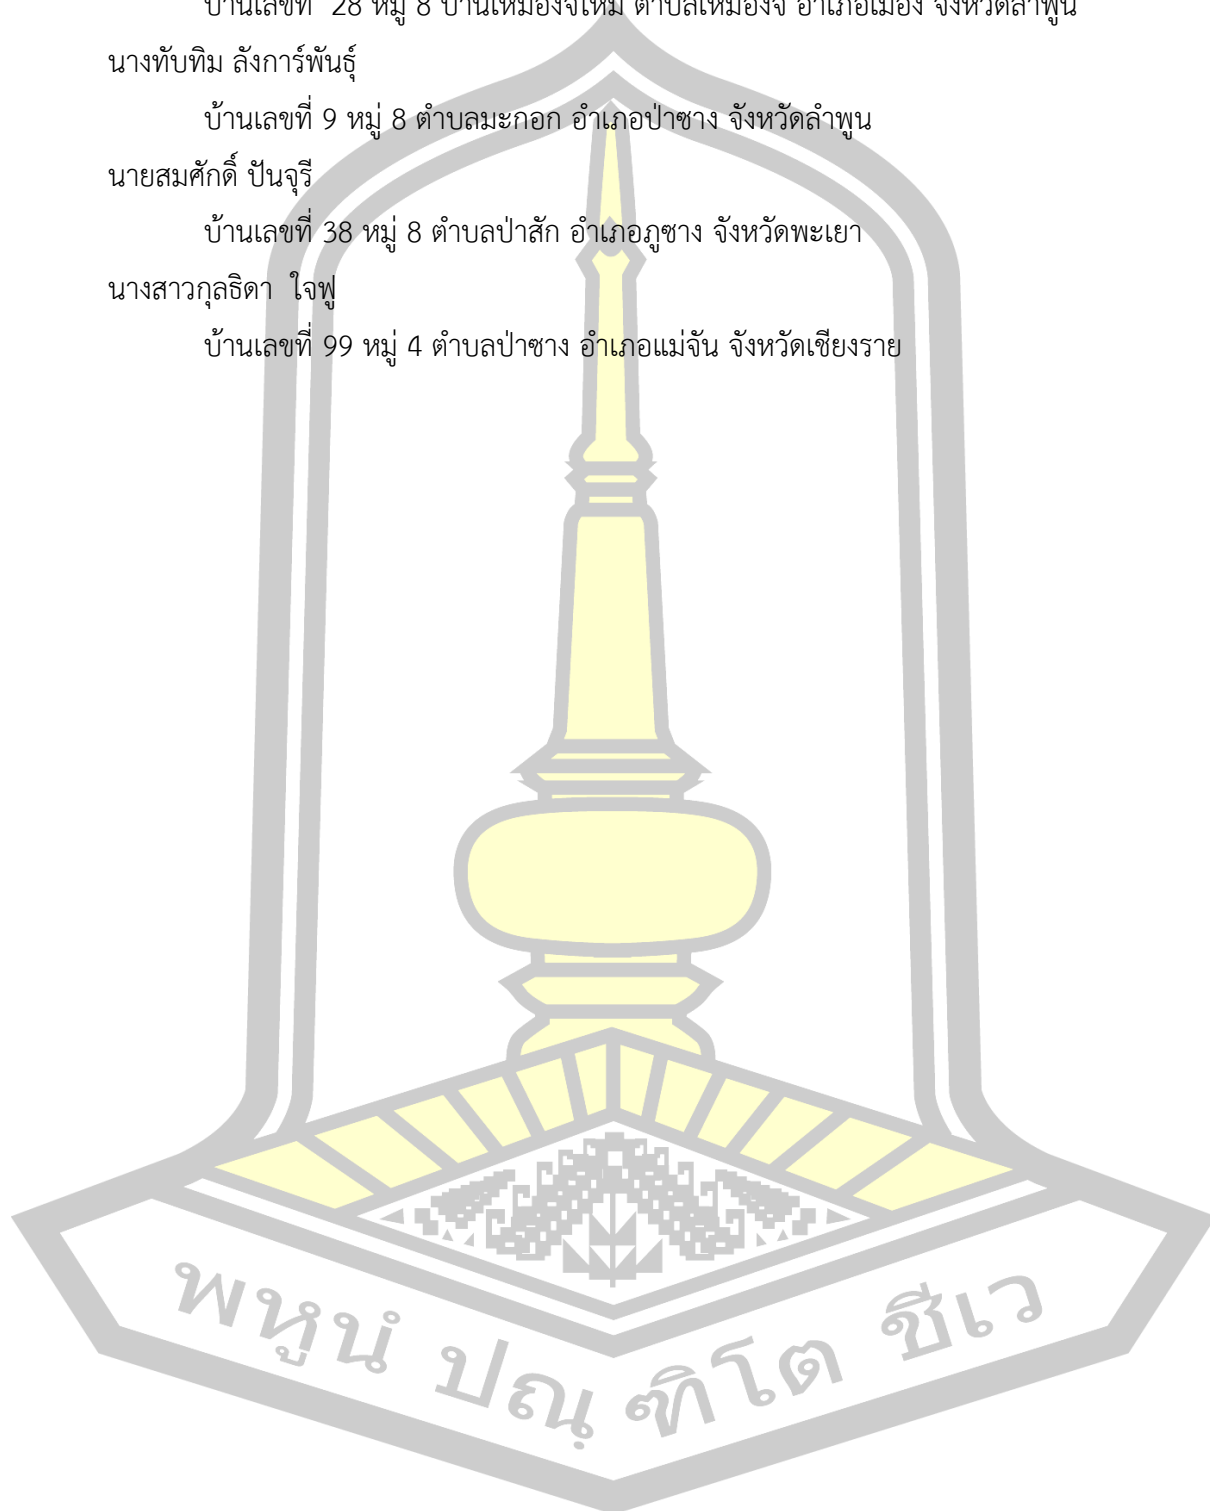 บ้านเลขที่  28 หมู่ 8 บ้านเหมืองจี้ใหม่ ตำบลเหมืองจี้ อำเภอเมือง จังหวัดลำพูน
นางทับทิม ลังการ์พันธุ์
บ้านเลขที่ 9 หมู่ 8 ตำบลมะกอก อำเภอป่าซาง จังหวัดลำพูน
นายสมศักดิ์ ปันจุรี
บ้านเลขที่ 38 หมู่ 8 ตำบลป่าสัก อำเภอภูซาง จังหวัดพะเยา
นางสาวกุลธิดา  ใจฟู
บ้านเลขที่ 99 หมู่ 4 ตำบลป่าซาง อำเภอแม่จัน จังหวัดเชียงราย
พหูนํ ปณฺฑิโต ชีเว